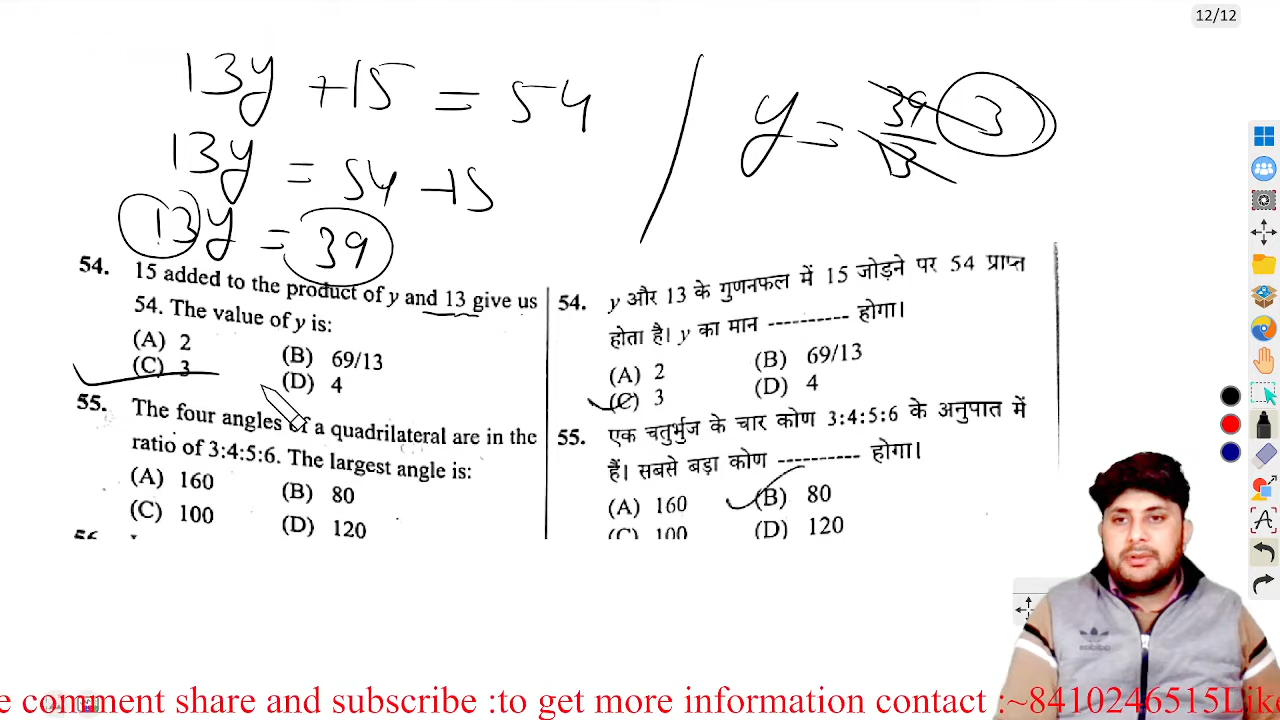 12/12
13y + 15 = 54
13y = 54 - 15
13y = 39
y = 39/13 3
54. 15 added to the product of y and 13 give us
54. The value of y is:
(A) 2
(B) 69/13
(C) 3
(D) 4
55. The four angles of a quadrilateral are in the
ratio of 3:4:5:6. The largest angle is:
(A) 160
(B) 80
(C) 100
(D) 120
54. y और 13 के गुणनफल में 15 जोड़ने पर 54 प्राप्त
होता है। y का मान ---------- होगा।
(A) 2
(B) 69/13
(C) 3
(D) 4
55. एक चतुर्भुज के चार कोण 3:4:5:6 के अनुपात में
हैं। सबसे बड़ा कोण ---------- होगा।
(A) 160
(B) 80
(C) 100
(D) 120
e comment share and subscribe :to get more information contact :~8410246515Like